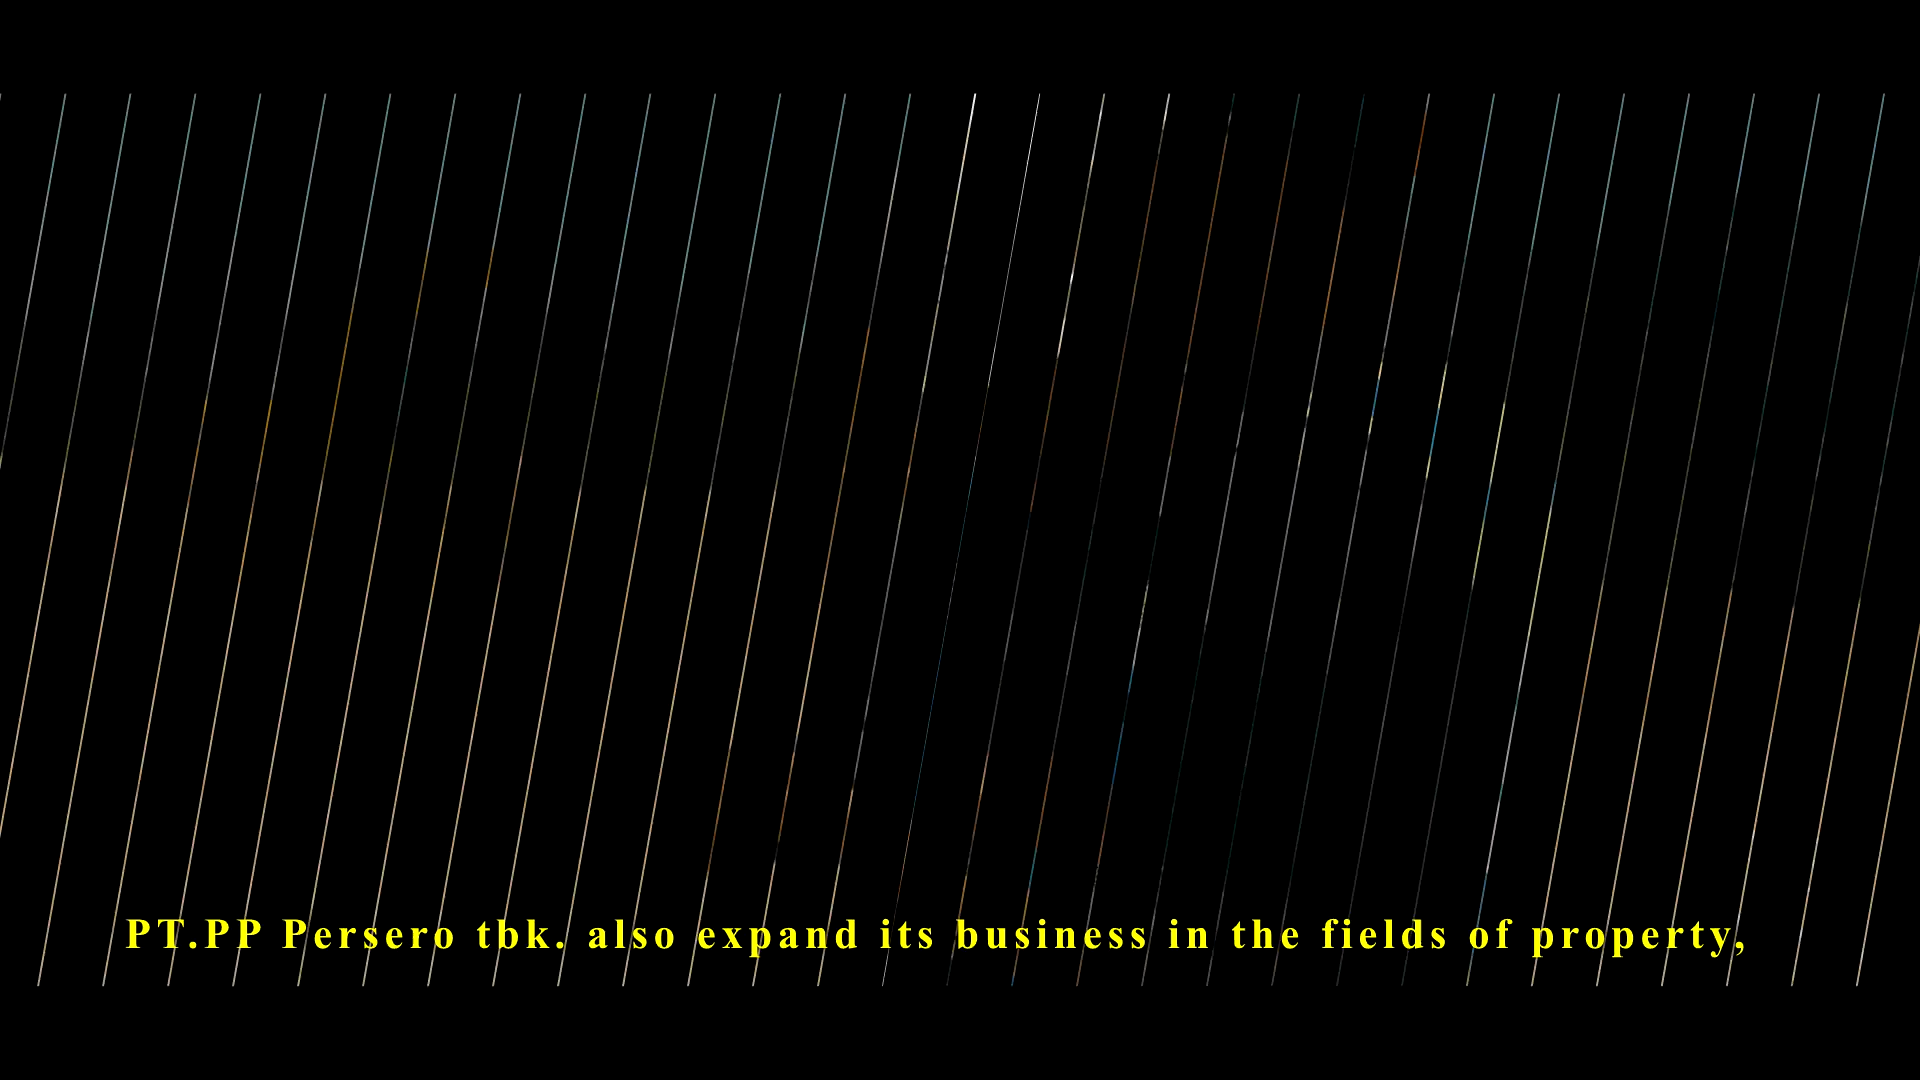 PT.PP Persero tbk. also expand its business in the fields of property,